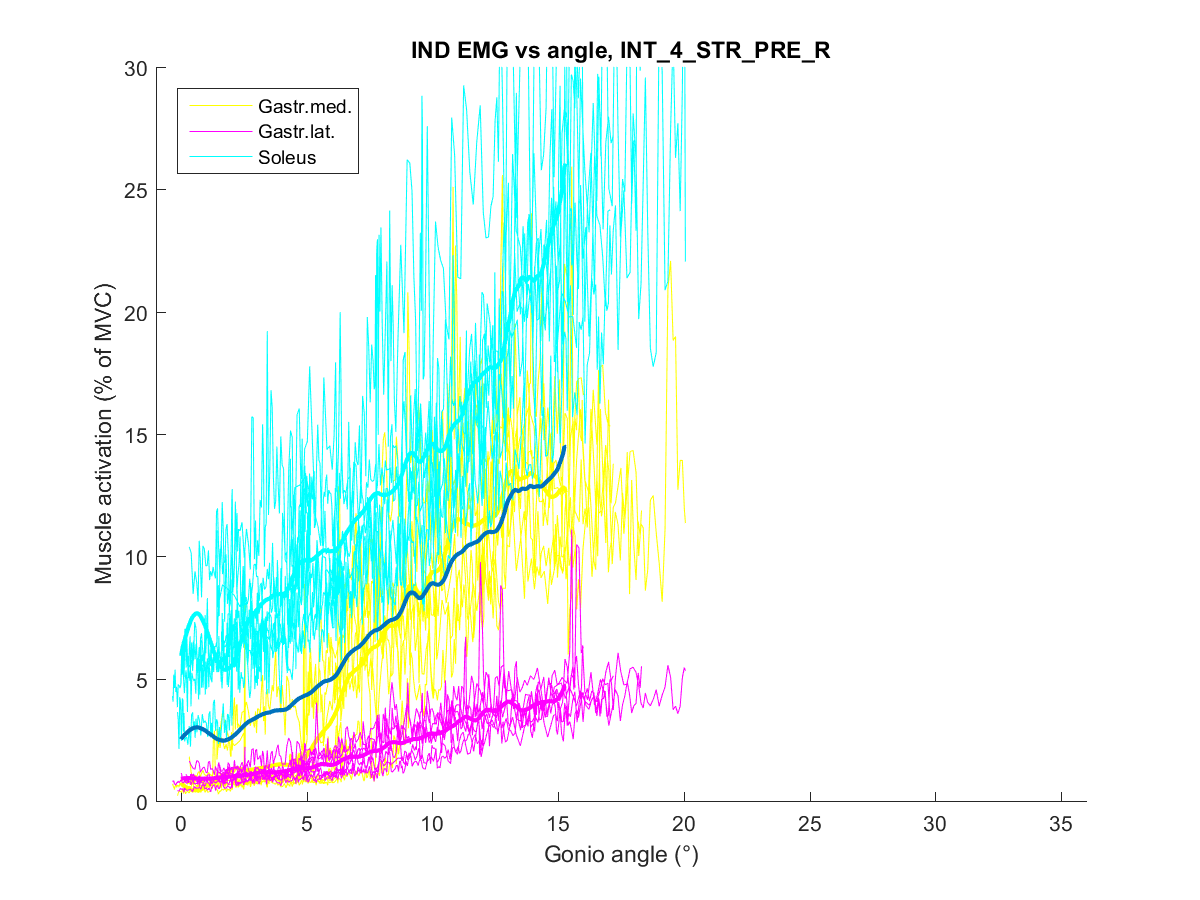 IND EMG vs angle, INT_4_STR_PRE_R
30
25
20
15
10
5
0
Muscle activation (% of MVC)
Gastr.med.
Gastr.lat.
Soleus
0 5 10 15 20 25 30 35
Gonio angle (°)